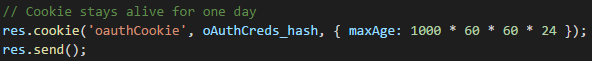 // Cookie stays alive for one day
res.cookie('oauthCookie', oAuthCreds_hash, { maxAge: 1000 * 60 * 60 * 24 });
res.send();